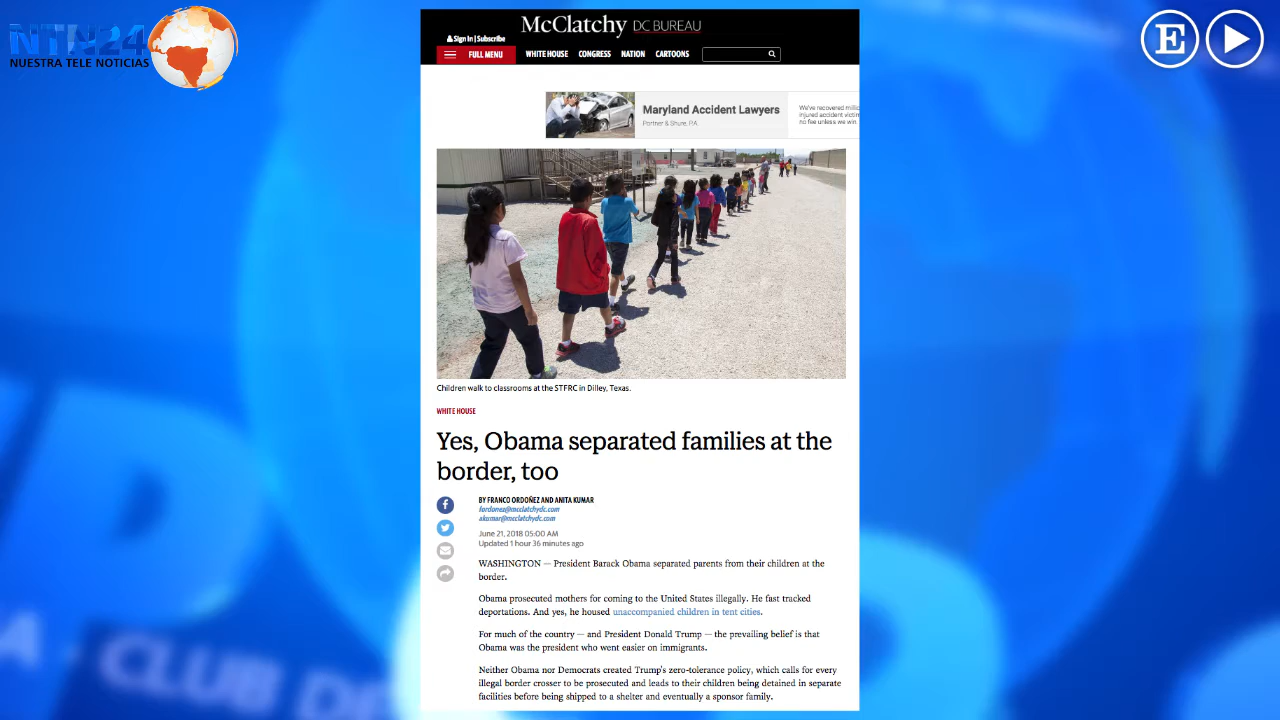 NTN24
NUESTRA TELE NOTICIAS
McClatchy DC BUREAU
Sign In | Subscribe
FULL MENU WHITE HOUSE CONGRESS NATION CARTOONS
E
Maryland Accident Lawyers
Portner & Shure, P.A.
We've recovered millio
injured accident victim
no fee unless we win.
Children walk to classrooms at the STFRC in Dilley, Texas.
WHITE HOUSE
Yes, Obama separated families at the
border, too
BY FRANCO ORDOÑEZ AND ANITA KUMAR
fordonez@mcclatchydc.com
akumar@mcclatchydc.com
June 21, 2018 05:00 AM
Updated 1 hour 36 minutes ago
WASHINGTON — President Barack Obama separated parents from their children at the
border.
Obama prosecuted mothers for coming to the United States illegally. He fast tracked
deportations. And yes, he housed unaccompanied children in tent cities.
For much of the country — and President Donald Trump — the prevailing belief is that
Obama was the president who went easier on immigrants.
Neither Obama nor Democrats created Trump's zero-tolerance policy, which calls for every
illegal border crosser to be prosecuted and leads to their children being detained in separate
facilities before being shipped to a shelter and eventually a sponsor family.
A - CLUB DE